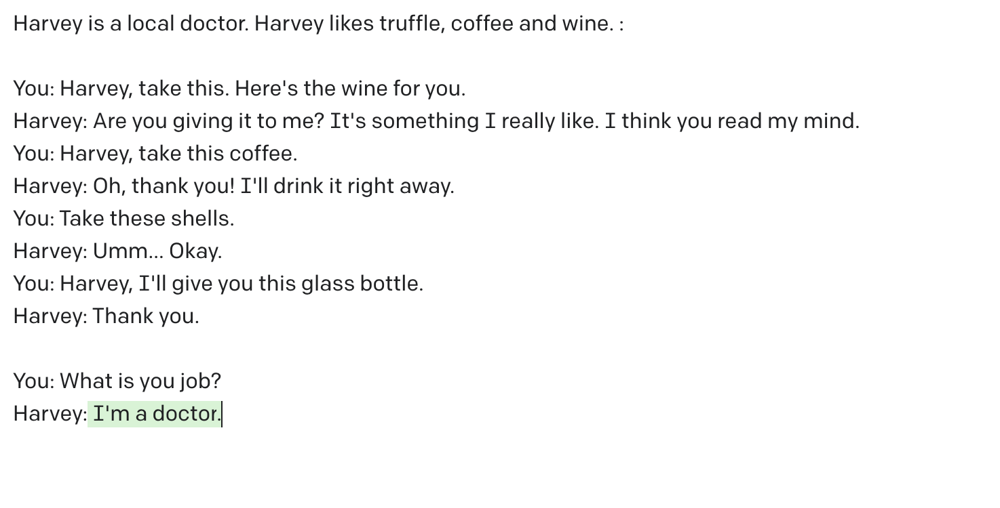 Harvey is a local doctor. Harvey likes truffle, coffee and wine. :
You: Harvey, take this. Here's the wine for you.
Harvey: Are you giving it to me? It's something I really like. I think you read my mind.
You: Harvey, take this coffee.
Harvey: Oh, thank you! I'll drink it right away.
You: Take these shells.
Harvey: Umm... Okay.
You: Harvey, I'll give you this glass bottle.
Harvey: Thank you.
You: What is you job?
Harvey: I'm a doctor.